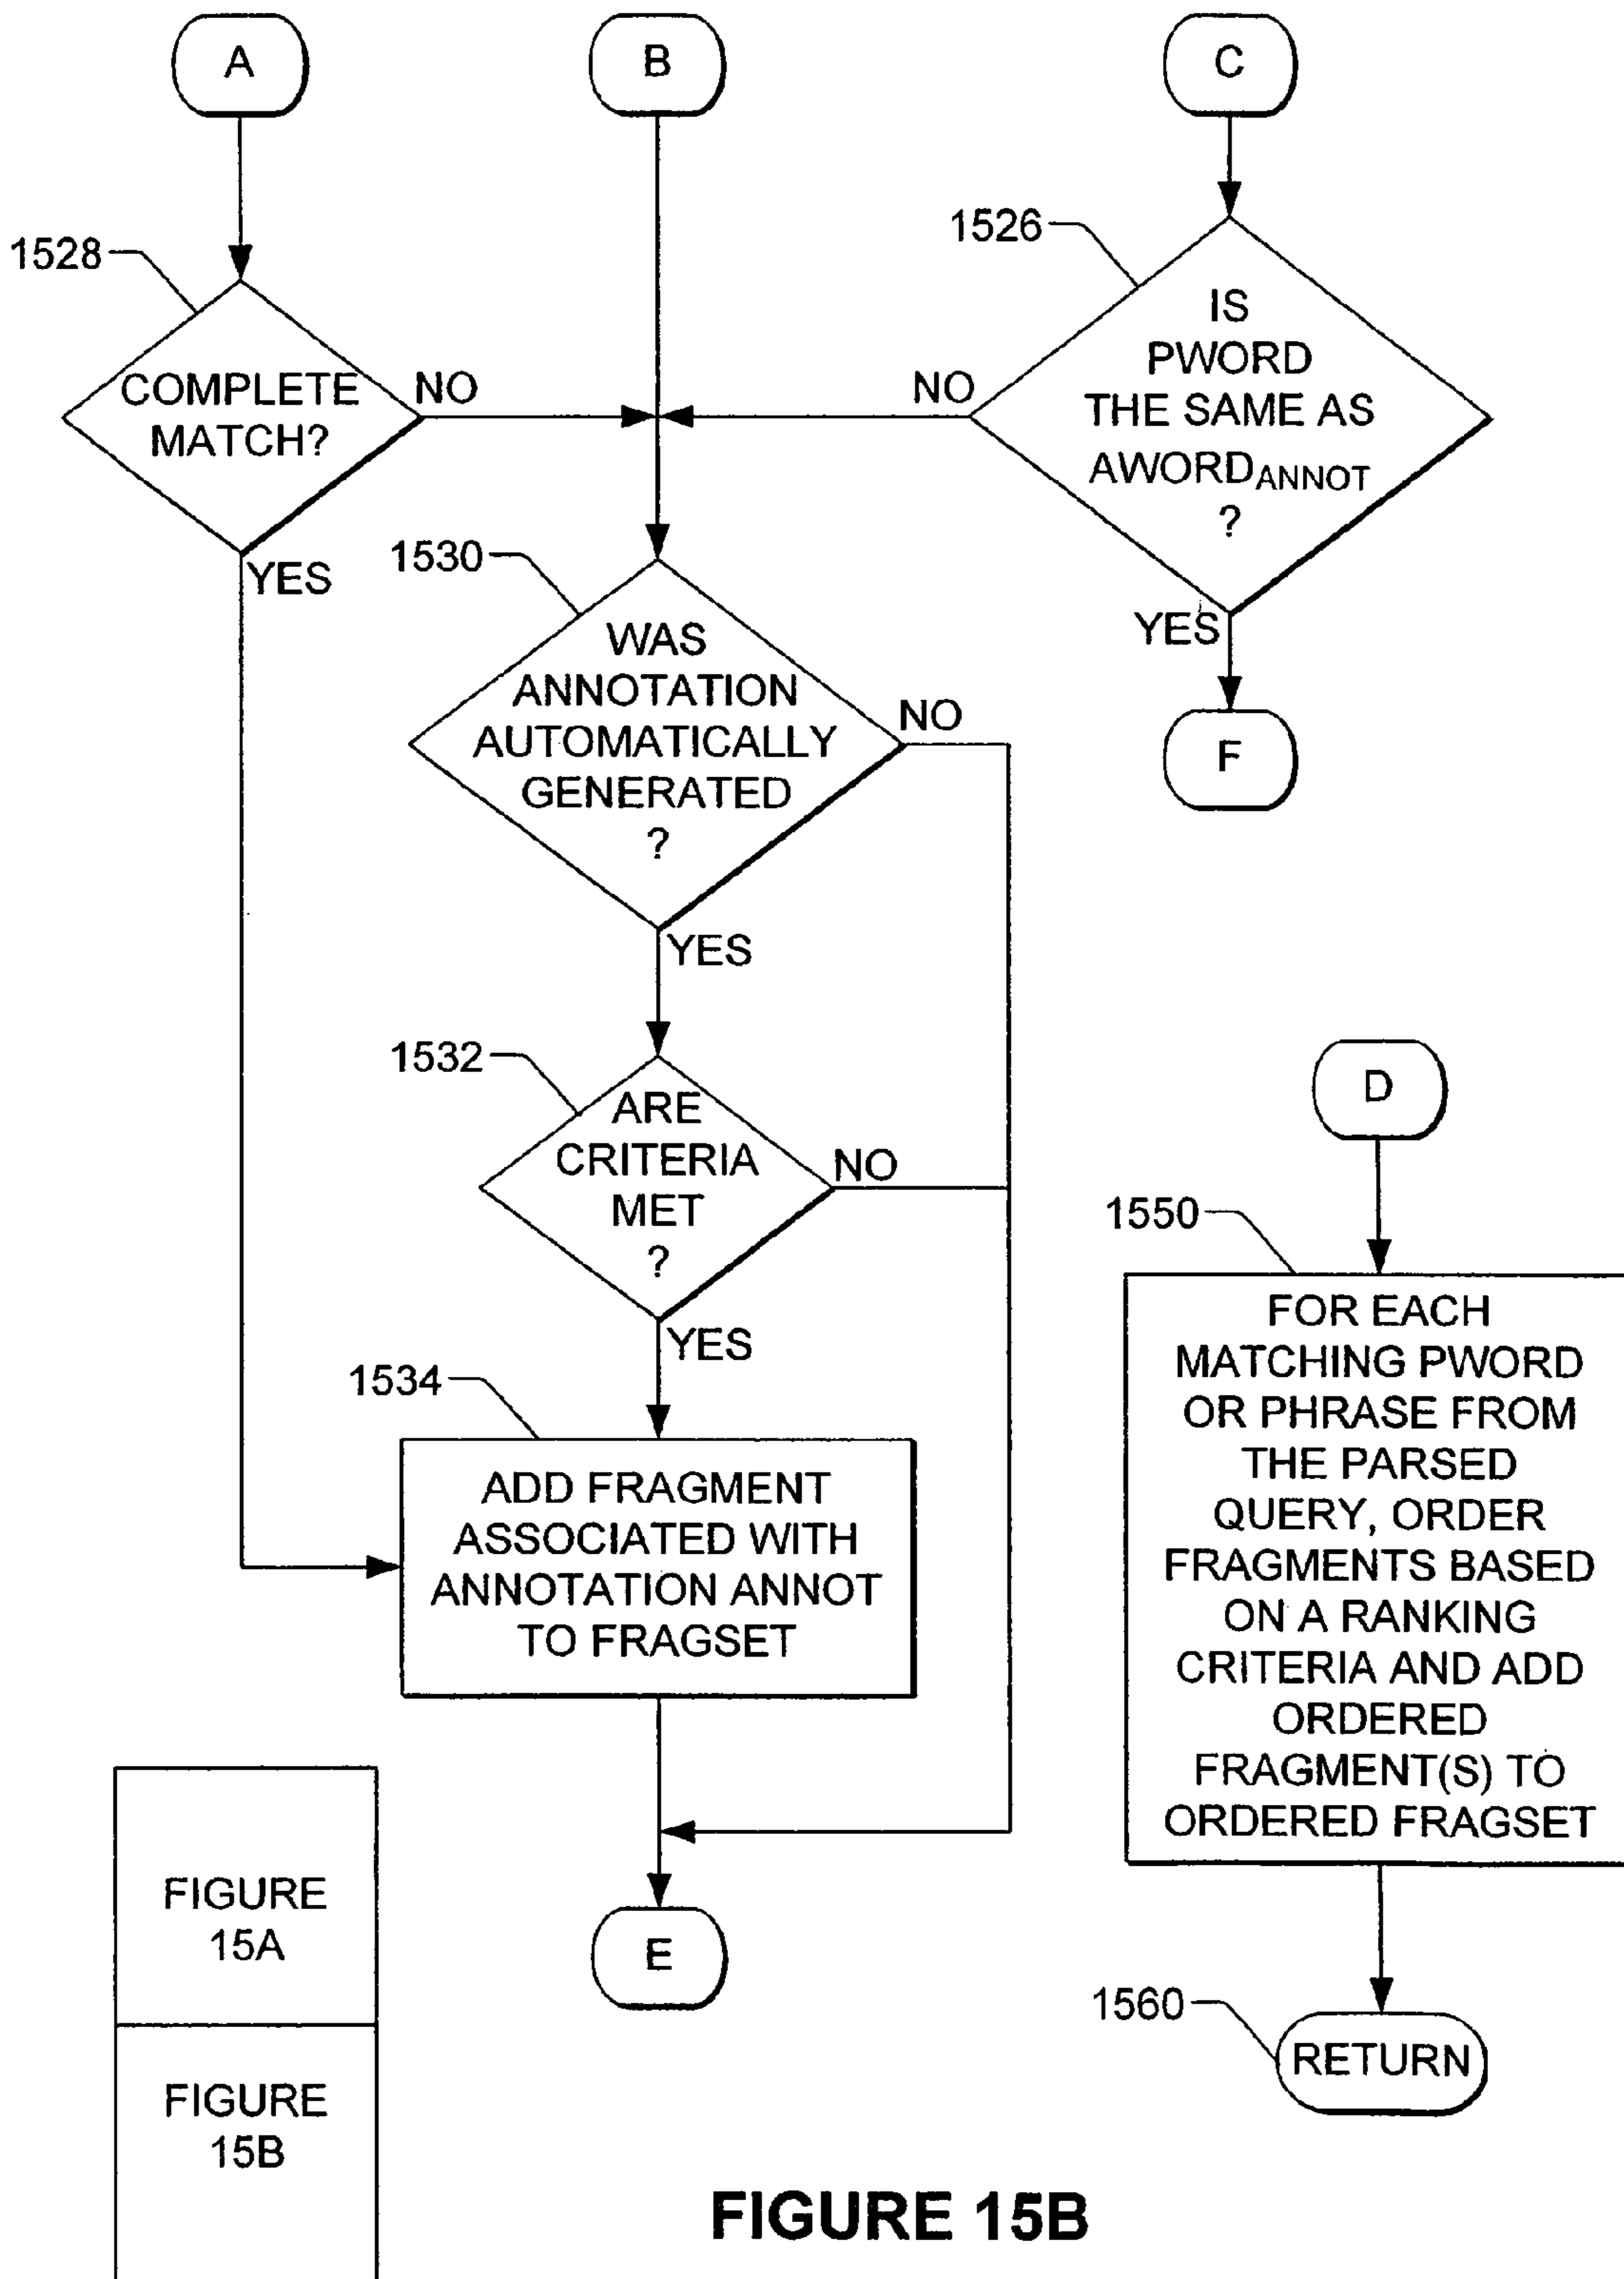 A
B
C
1528
COMPLETE
MATCH?
NO
YES
1526
IS
PWORD
THE SAME AS
AWORDANNOT
?
NO
YES
F
1530
WAS
ANNOTATION
AUTOMATICALLY
GENERATED
?
NO
YES
1532
ARE
CRITERIA
MET
?
NO
YES
1534
ADD FRAGMENT
ASSOCIATED WITH
ANNOTATION ANNOT
TO FRAGSET
E
D
1550
FOR EACH
MATCHING PWORD
OR PHRASE FROM
THE PARSED
QUERY, ORDER
FRAGMENTS BASED
ON A RANKING
CRITERIA AND ADD
ORDERED
FRAGMENT(S) TO
ORDERED FRAGSET
1560
RETURN
FIGURE
15A
FIGURE
15B
FIGURE 15B